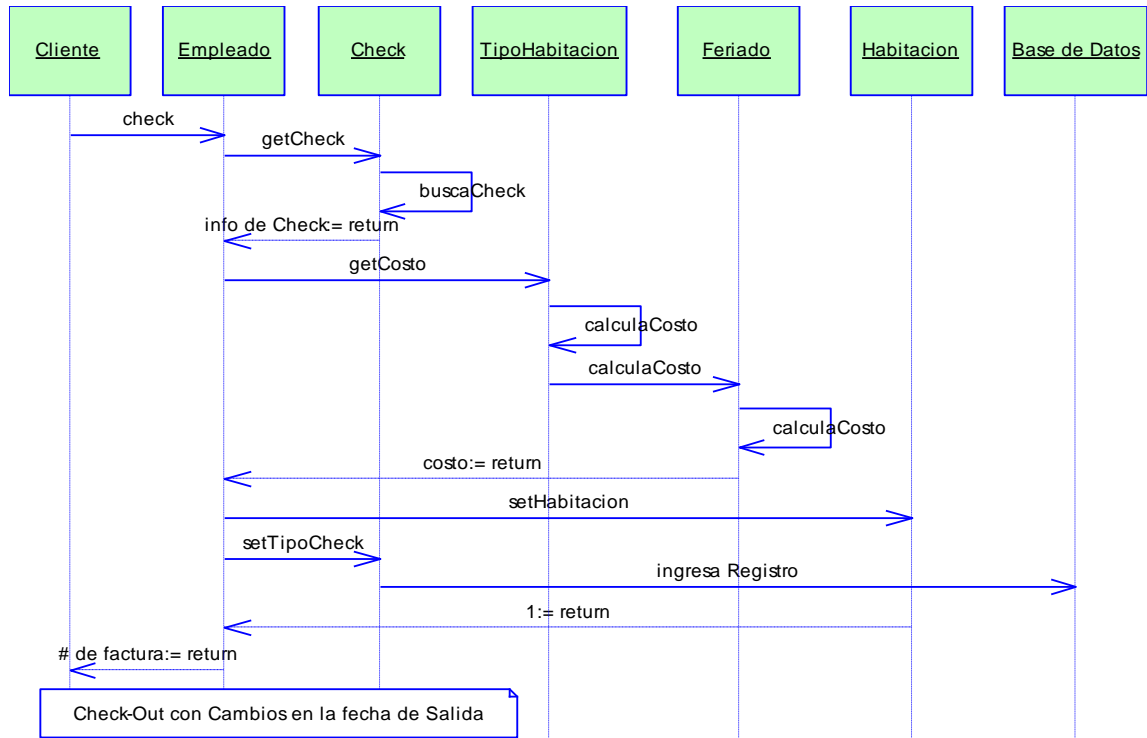 Cliente
Empleado
Check
TipoHabitacion
Feriado
Habitacion
Base de Datos
check
getCheck
buscaCheck
info de Check:= return
getCosto
calculaCosto
calculaCosto
calculaCosto
costo:= return
setHabitacion
setTipoCheck
ingresa Registro
1:= return
# de factura:= return
Check-Out con Cambios en la fecha de Salida